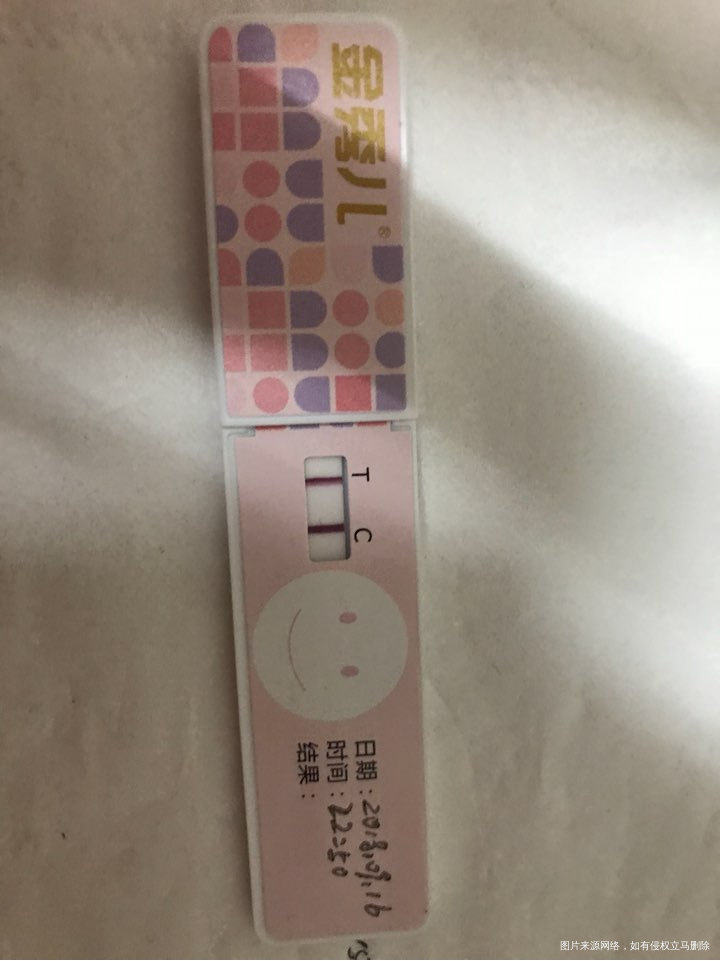 金秀儿®
T C
日期：2018.09.16
时间：22:50
结果：
图片来源网络，如有侵权立马删除